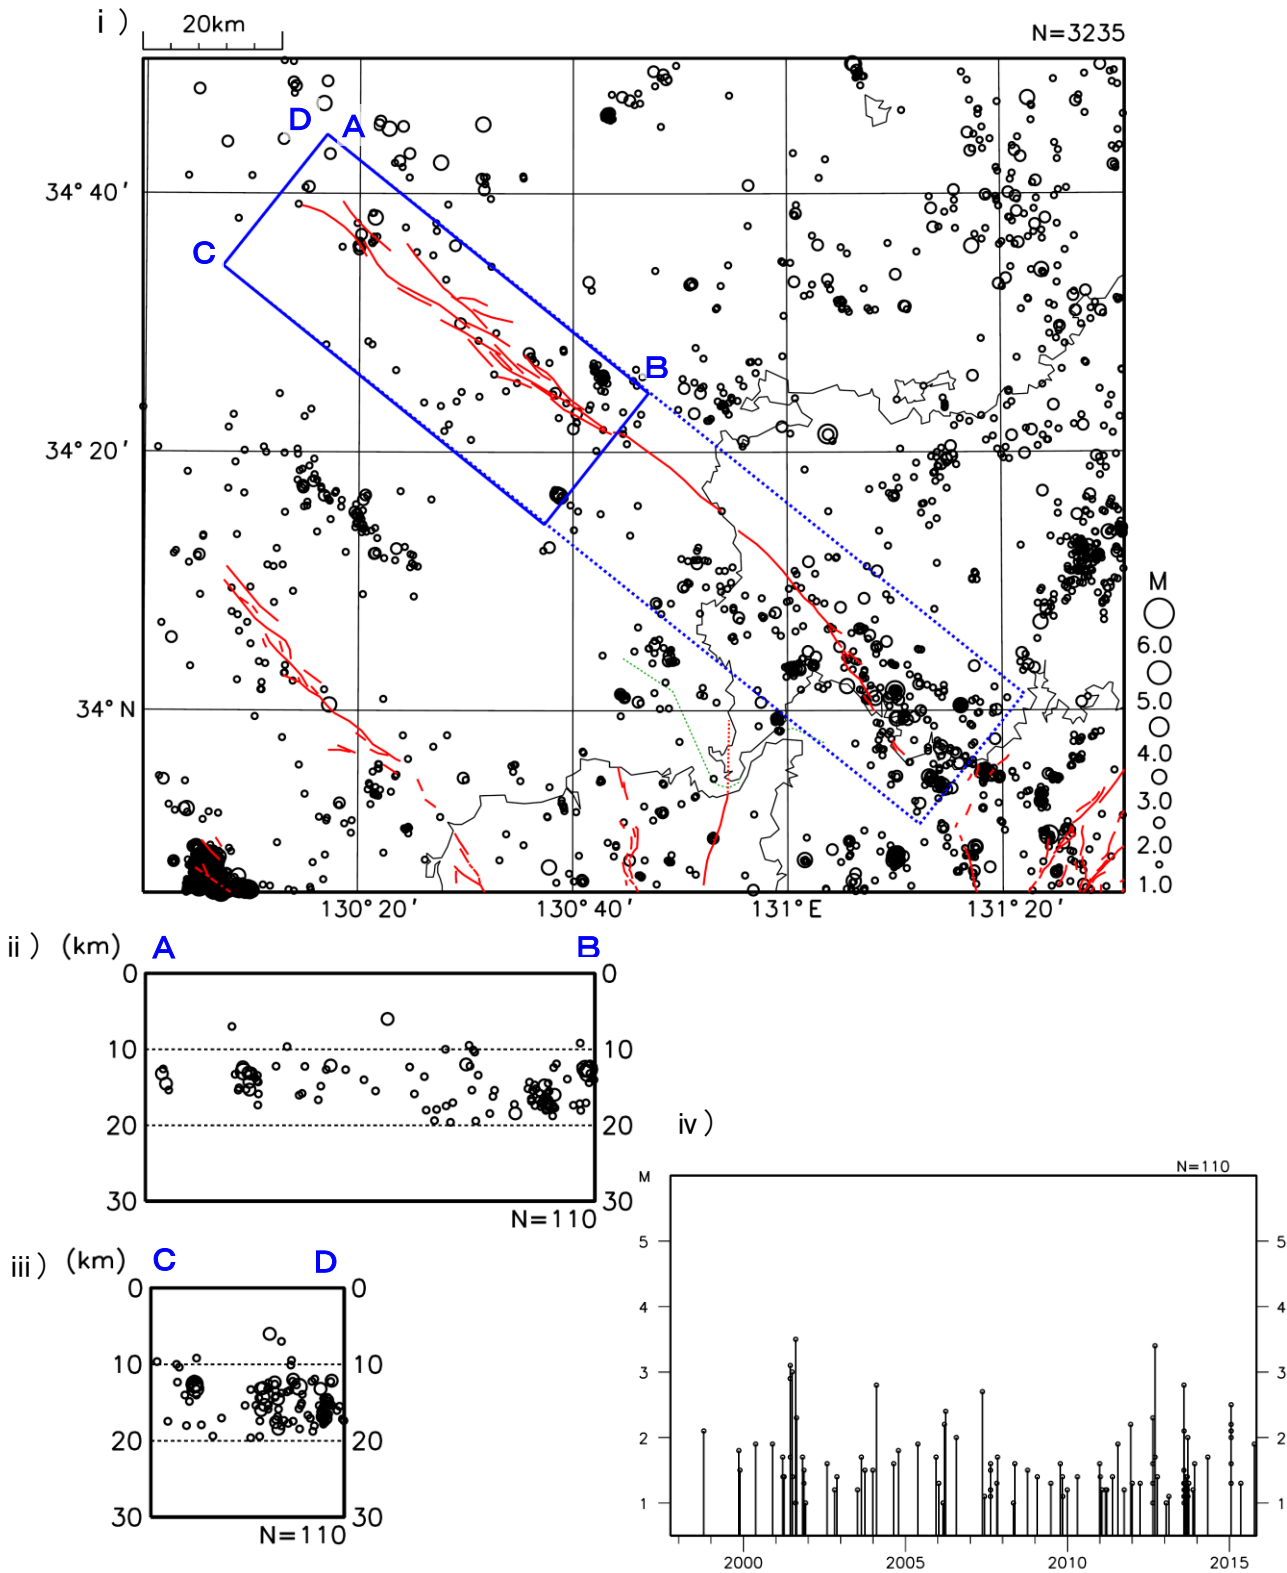 i )
20km
N=3235
D A
34° 40′
C
B
34° 20′
M
6.0
5.0
34° N
4.0
3.0
2.0
1.0
130° 20′ 130° 40′ 131° E 131° 20′
ii ) (km) A B
0 0
10 10
20 20
30 30
N=110
iii ) (km) C D
0 0
10 10
20 20
30 30
N=110
iv )
N=110
M
5 5
4 4
3 3
2 2
1 1
2000 2005 2010 2015